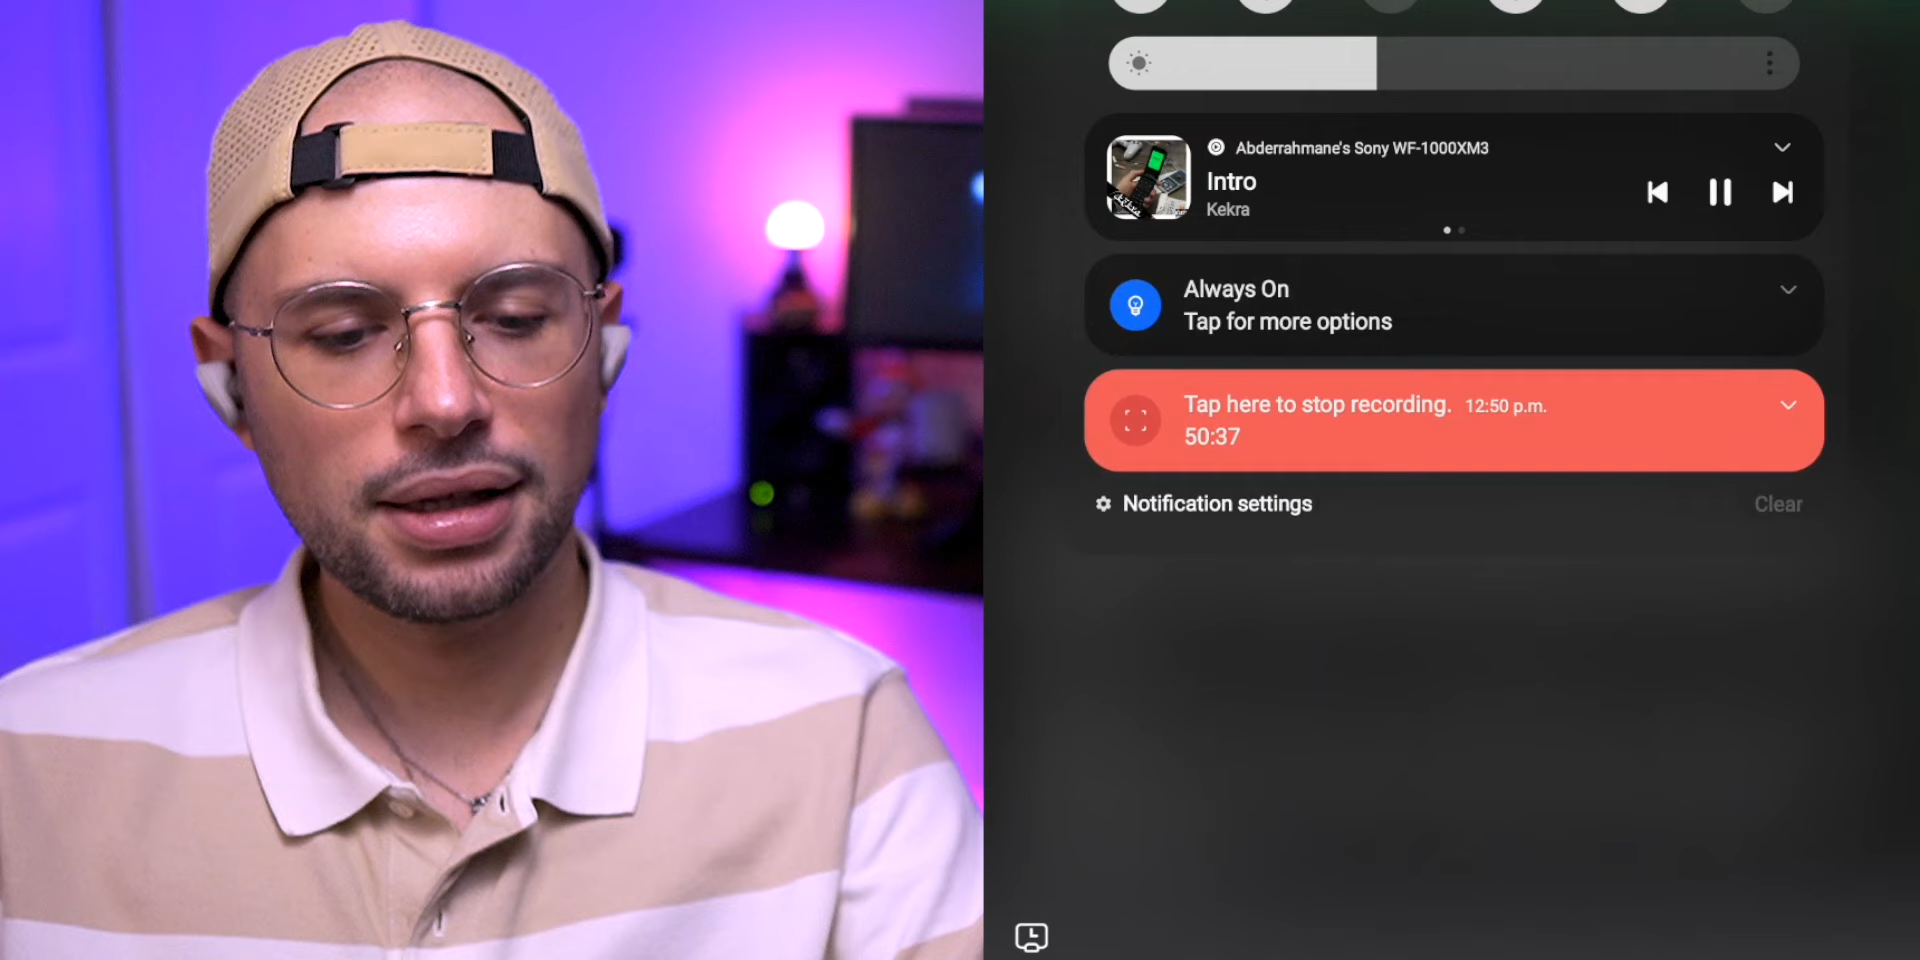 Abderrahmane's Sony WF-1000XM3
Intro
Kekra
Always On
Tap for more options
Tap here to stop recording. 12:50 p.m.
50:37
Notification settings
Clear